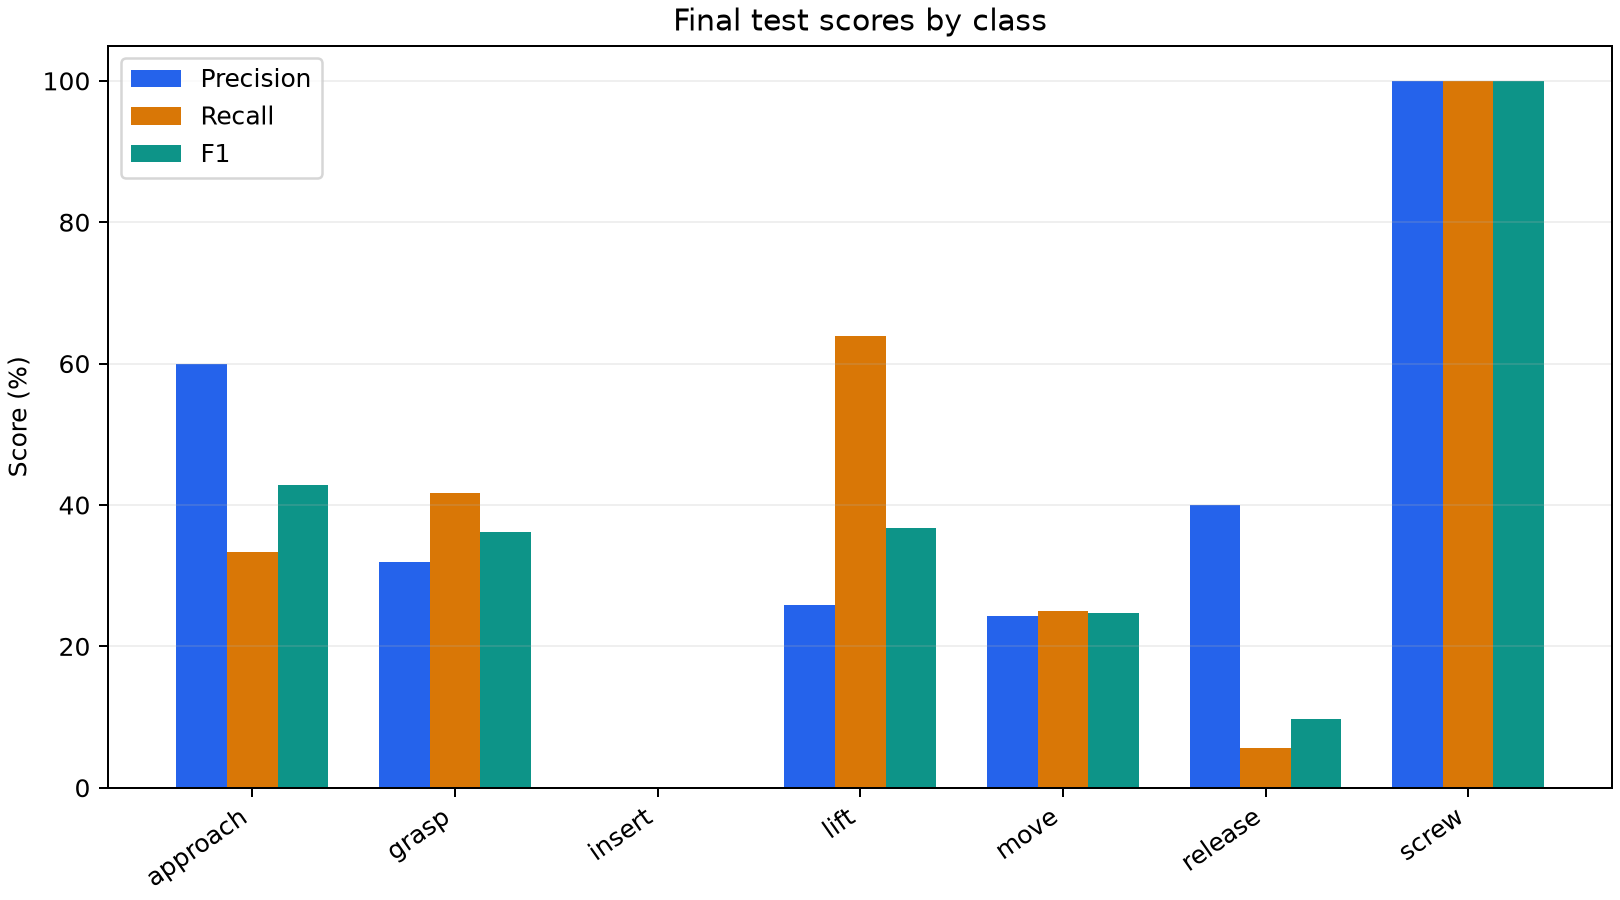 Final test scores by class
Precision
Recall
F1
Score (%)
100
80
60
40
20
0
approach
grasp
insert
lift
move
release
screw